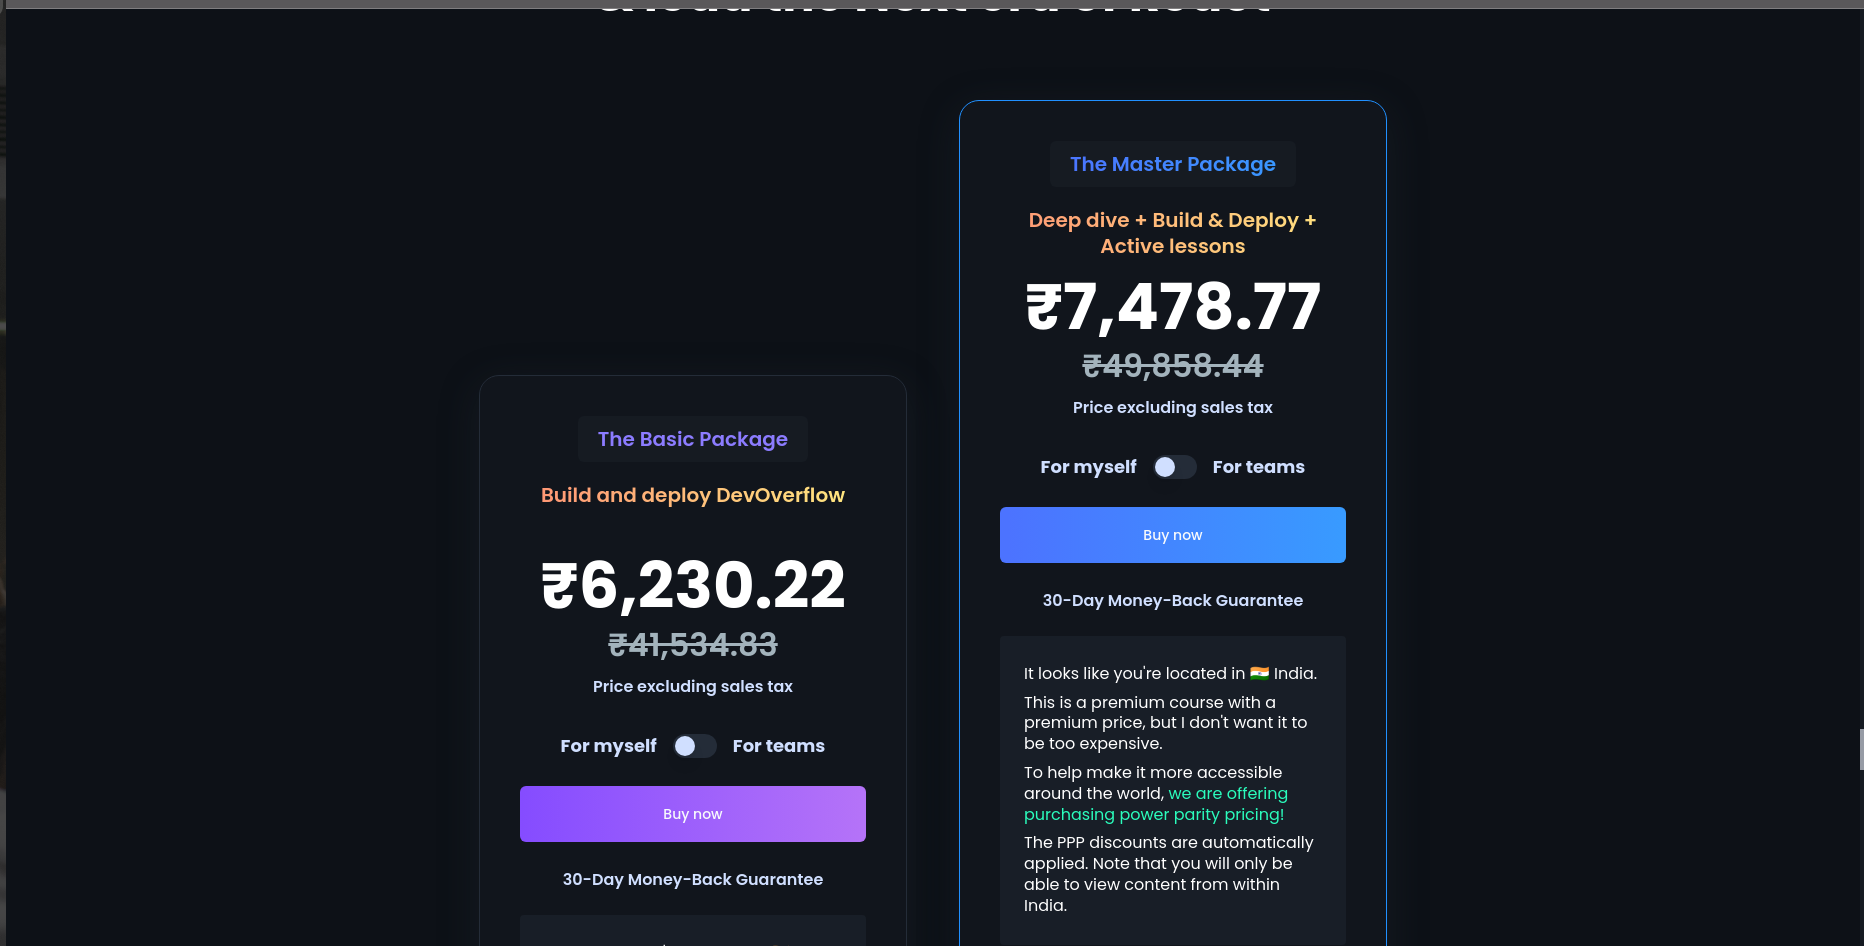 & lead the Next era of React
The Master Package
Deep dive + Build & Deploy +
Active lessons
₹7,478.77
₹49,858.44
Price excluding sales tax
For myself For teams
Buy now
30-Day Money-Back Guarantee
It looks like you're located in 🇮🇳 India.
This is a premium course with a
premium price, but I don't want it to
be too expensive.
To help make it more accessible
around the world, we are offering
purchasing power parity pricing!
The PPP discounts are automatically
applied. Note that you will only be
able to view content from within
India.
The Basic Package
Build and deploy DevOverflow
₹6,230.22
₹41,534.83
Price excluding sales tax
For myself For teams
Buy now
30-Day Money-Back Guarantee